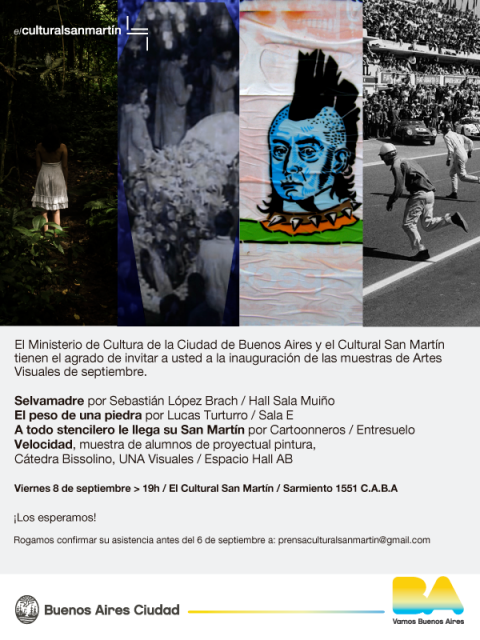 elculturalsanmartín
El Ministerio de Cultura de la Ciudad de Buenos Aires y el Cultural San Martín
tienen el agrado de invitar a usted a la inauguración de las muestras de Artes
Visuales de septiembre.
Selvamadre por Sebastián López Brach / Hall Sala Muiño
El peso de una piedra por Lucas Turturro / Sala E
A todo stencilero le llega su San Martín por Cartoonneros / Entresuelo
Velocidad, muestra de alumnos de proyectual pintura,
Cátedra Bissolino, UNA Visuales / Espacio Hall AB
Viernes 8 de septiembre > 19h / El Cultural San Martín / Sarmiento 1551 C.A.B.A
¡Los esperamos!
Rogamos confirmar su asistencia antes del 6 de septiembre a: prensaculturalsanmartin@gmail.com
Buenos Aires Ciudad
BA
Vamos Buenos Aires